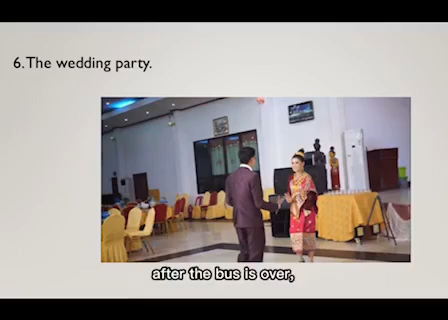 6. The wedding party.
after the bus is over,